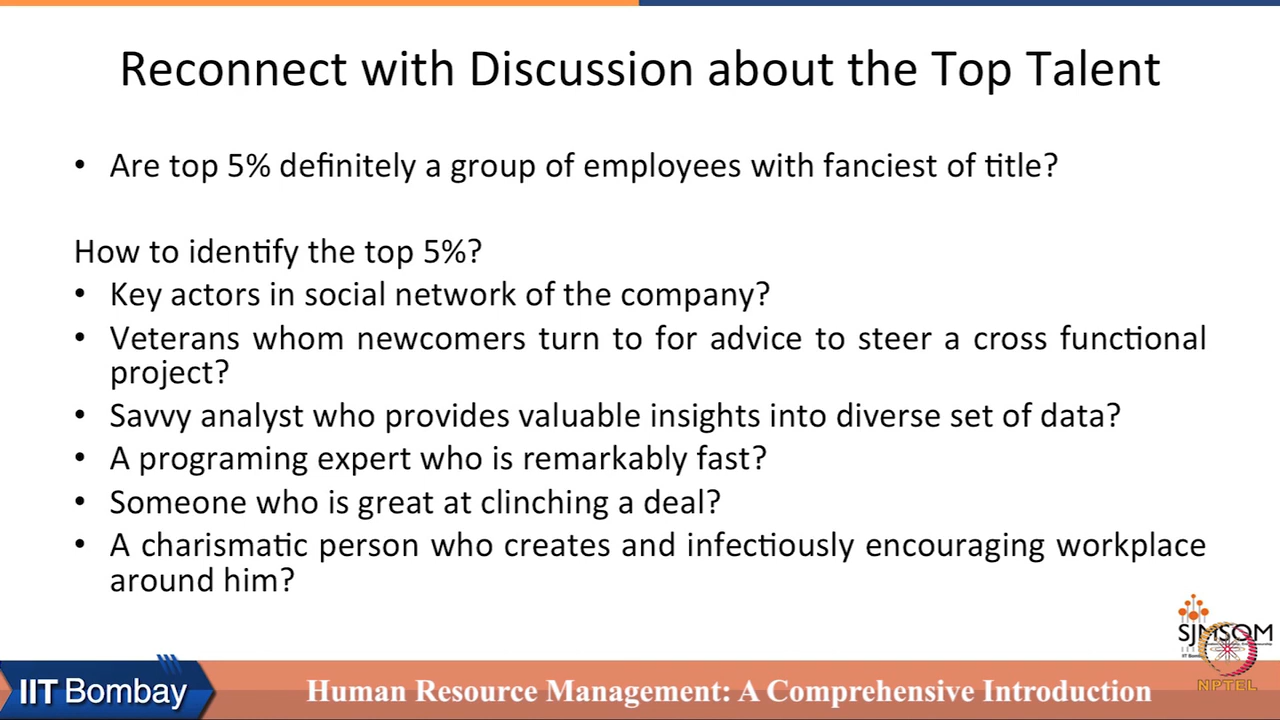 Reconnect with Discussion about the Top Talent
• Are top 5% definitely a group of employees with fanciest of title?
How to identify the top 5%?
• Key actors in social network of the company?
• Veterans whom newcomers turn to for advice to steer a cross functional
project?
• Savvy analyst who provides valuable insights into diverse set of data?
• A programing expert who is remarkably fast?
• Someone who is great at clinching a deal?
• A charismatic person who creates and infectiously encouraging workplace
around him?
SJMSOM
IIT Bombay
Human Resource Management: A Comprehensive Introduction
NPTEL